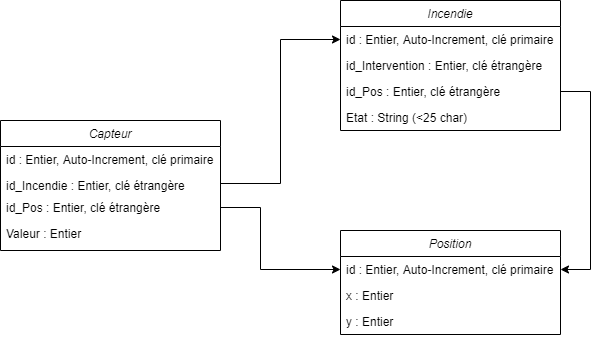 Incendie
id : Entier, Auto-Increment, clé primaire
id_Intervention : Entier, clé étrangère
id_Pos : Entier, clé étrangère
Etat : String (<25 char)
Capteur
id : Entier, Auto-Increment, clé primaire
id_Incendie : Entier, clé étrangère
id_Pos : Entier, clé étrangère
Valeur : Entier
Position
id : Entier, Auto-Increment, clé primaire
x : Entier
y : Entier